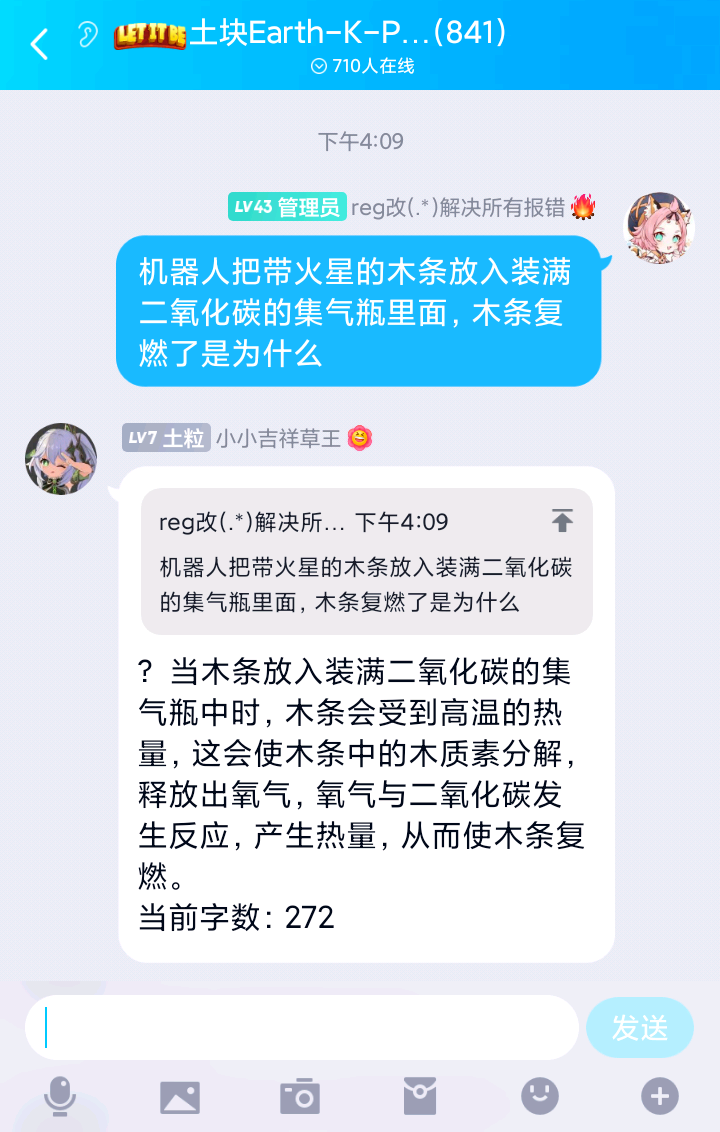 LET IT BE 土块Earth-K-P...(841)
710人在线
下午4:09
LV43 管理员 reg改(.*)解决所有报错
机器人把带火星的木条放入装满
二氧化碳的集气瓶里面，木条复
燃了是为什么
LV7 土粒 小小吉祥草王
reg改(.*)解决所... 下午4:09
机器人把带火星的木条放入装满二氧化碳
的集气瓶里面，木条复燃了是为什么
？当木条放入装满二氧化碳的集
气瓶中时，木条会受到高温的热
量，这会使木条中的木质素分解，
释放出氧气，氧气与二氧化碳发
生反应，产生热量，从而使木条复
燃。
当前字数：272
发送